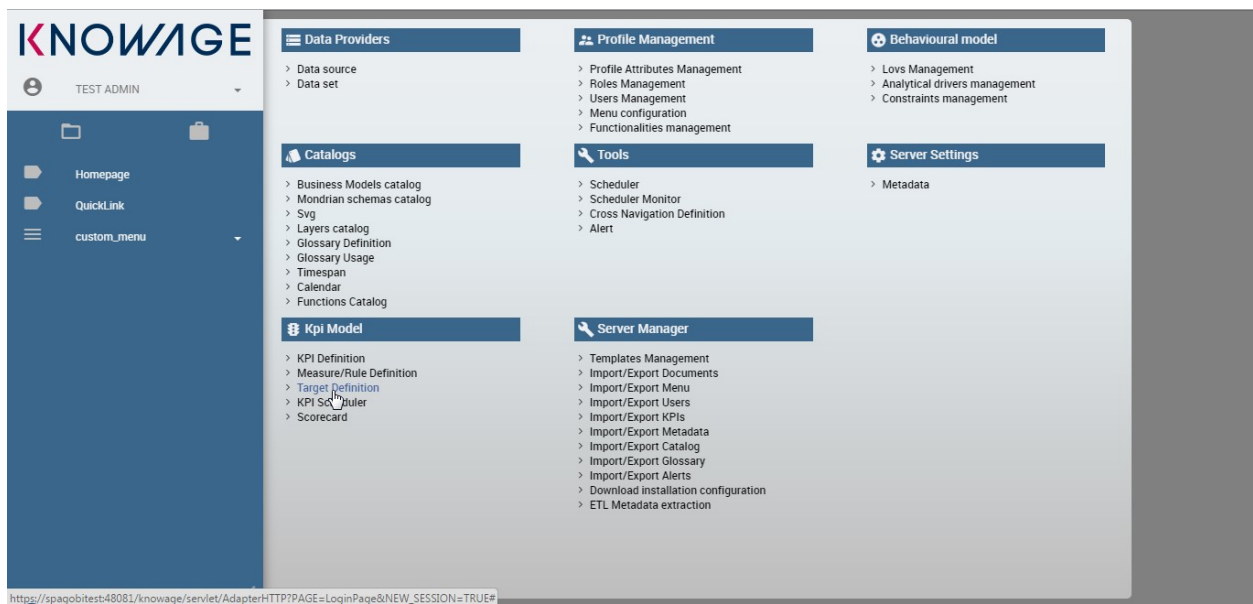 KNOWAGE
TEST ADMIN
Homepage
QuickLink
custom_menu
Data Providers
> Data source
> Data set
Profile Management
> Profile Attributes Management
> Roles Management
> Users Management
> Menu configuration
> Functionalities management
Behavioural model
> Lovs Management
> Analytical drivers management
> Constraints management
Catalogs
> Business Models catalog
> Mondrian schemas catalog
> Svg
> Layers catalog
> Glossary Definition
> Glossary Usage
> Timespan
> Calendar
> Functions Catalog
Tools
> Scheduler
> Scheduler Monitor
> Cross Navigation Definition
> Alert
Server Settings
> Metadata
Kpi Model
> KPI Definition
> Measure/Rule Definition
> Target Definition
> KPI Scheduler
> Scorecard
Server Manager
> Templates Management
> Import/Export Documents
> Import/Export Menu
> Import/Export Users
> Import/Export KPIs
> Import/Export Metadata
> Import/Export Catalog
> Import/Export Glossary
> Import/Export Alerts
> Download installation configuration
> ETL Metadata extraction
https://spagobitest:48081/knowage/servlet/AdapterHTTP?PAGE=LoginPage&NEW_SESSION=TRUE#